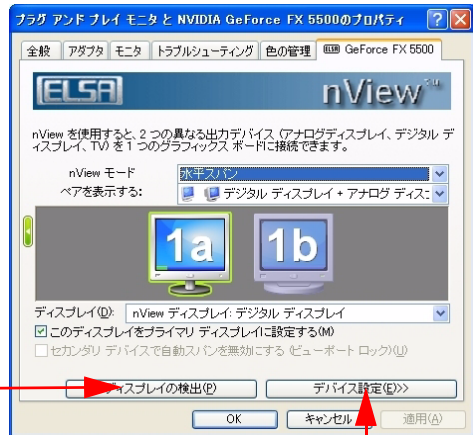 プラグ アンド プレイ モニタ と NVIDIA GeForce FX 5500のプロパティ
全般 アダプタ モニタ トラブルシューティング 色の管理 ELSA GeForce FX 5500
ELSA nView™
nView を使用すると、2 つの異なる出力デバイス (アナログディスプレイ、デジタル デ
ィスプレイ、TV) を 1 つのグラフィックス ボードに接続できます。
nView モード 水平スパン
ペアを表示する: デジタル ディスプレイ + アナログ ディス
1a 1b
ディスプレイ(D): nView ディスプレイ: デジタル ディスプレイ
このディスプレイをプライマリ ディスプレイに設定する(M)
セカンダリ デバイスで自動スパンを無効にする (ビューポート ロック)(U)
ディスプレイの検出(P) デバイス設定(E)>>
OK キャンセル 適用(A)